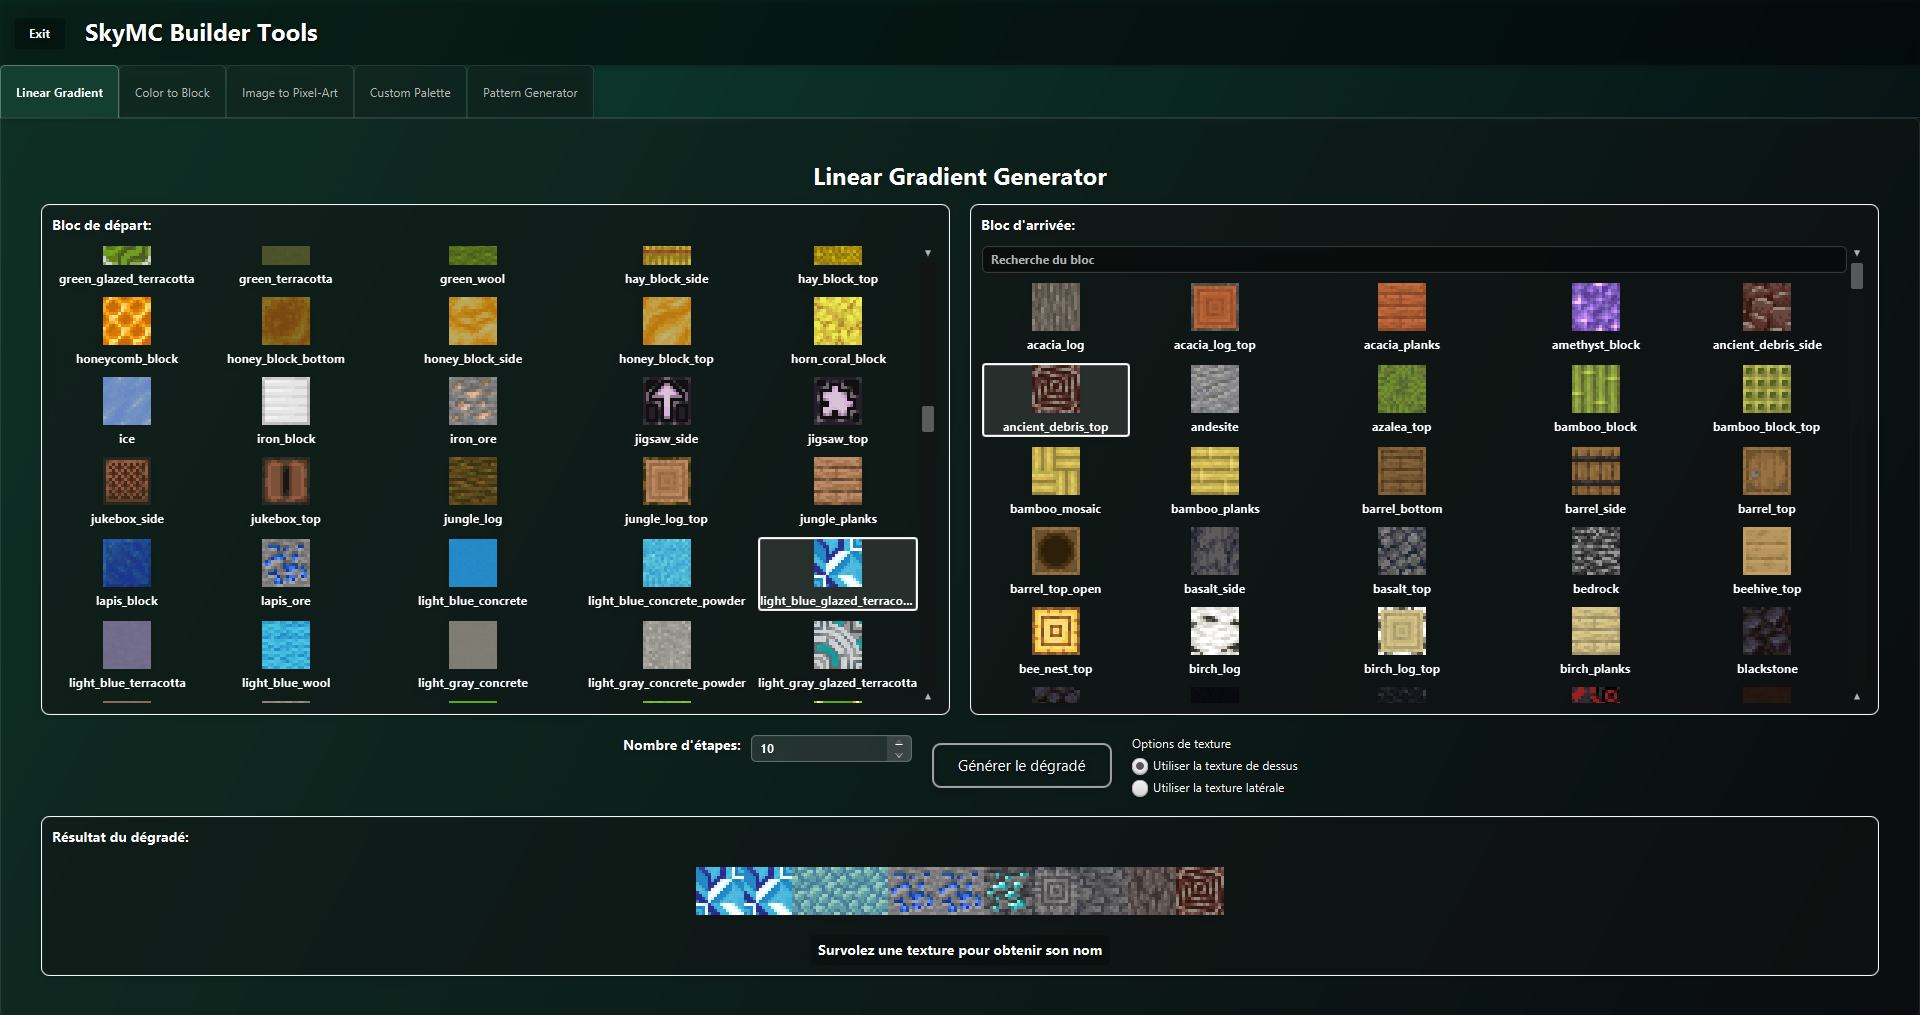 Exit
SkyMC Builder Tools
Linear Gradient
Color to Block
Image to Pixel-Art
Custom Palette
Pattern Generator
Linear Gradient Generator
Bloc de départ:
green_glazed_terracotta green_terracotta green_wool hay_block_side hay_block_top
honeycomb_block honey_block_bottom honey_block_side honey_block_top horn_coral_block
ice iron_block iron_ore jigsaw_side jigsaw_top
jukebox_side jukebox_top jungle_log jungle_log_top jungle_planks
lapis_block lapis_ore light_blue_concrete light_blue_concrete_powder light_blue_glazed_terraco...
light_blue_terracotta light_blue_wool light_gray_concrete light_gray_concrete_powder light_gray_glazed_terracotta
Bloc d'arrivée:
Recherche du bloc
acacia_log acacia_log_top acacia_planks amethyst_block ancient_debris_side
ancient_debris_top andesite azalea_top bamboo_block bamboo_block_top
bamboo_mosaic bamboo_planks barrel_bottom barrel_side barrel_top
barrel_top_open basalt_side basalt_top bedrock beehive_top
bee_nest_top birch_log birch_log_top birch_planks blackstone
Nombre d'étapes: 10
Générer le dégradé
Options de texture
Utiliser la texture de dessus
Utiliser la texture latérale
Résultat du dégradé:
Survolez une texture pour obtenir son nom